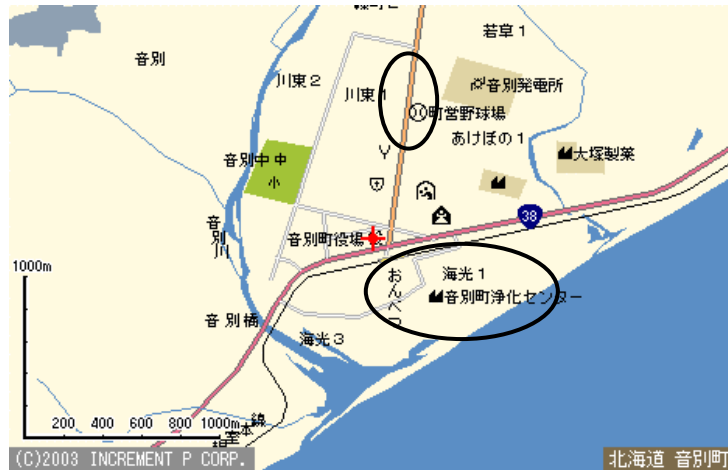 若草1
音別
川東2
川東1
音別発電所
町営野球場
あけぼの1
大塚製薬
音別中
中
小
38
音別川
音別町役場
1000m
おんべつ
海光1
音別町浄化センター
音別橋
海光3
200 400 600 800 1000m
本線
(C)2003 INCREMENT P CORP.
北海道 音別町